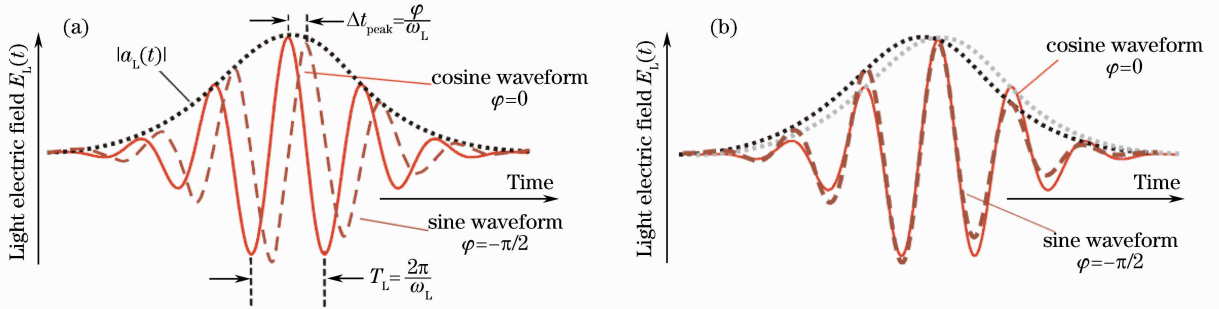 (a)
Δt_peak=φ/ω_L
|a_L(t)|
cosine waveform
φ=0
Light electric field E_L(t)
Time
sine waveform
φ=−π/2
T_L=2π/ω_L
(b)
cosine waveform
φ=0
Light electric field E_L(t)
Time
sine waveform
φ=−π/2